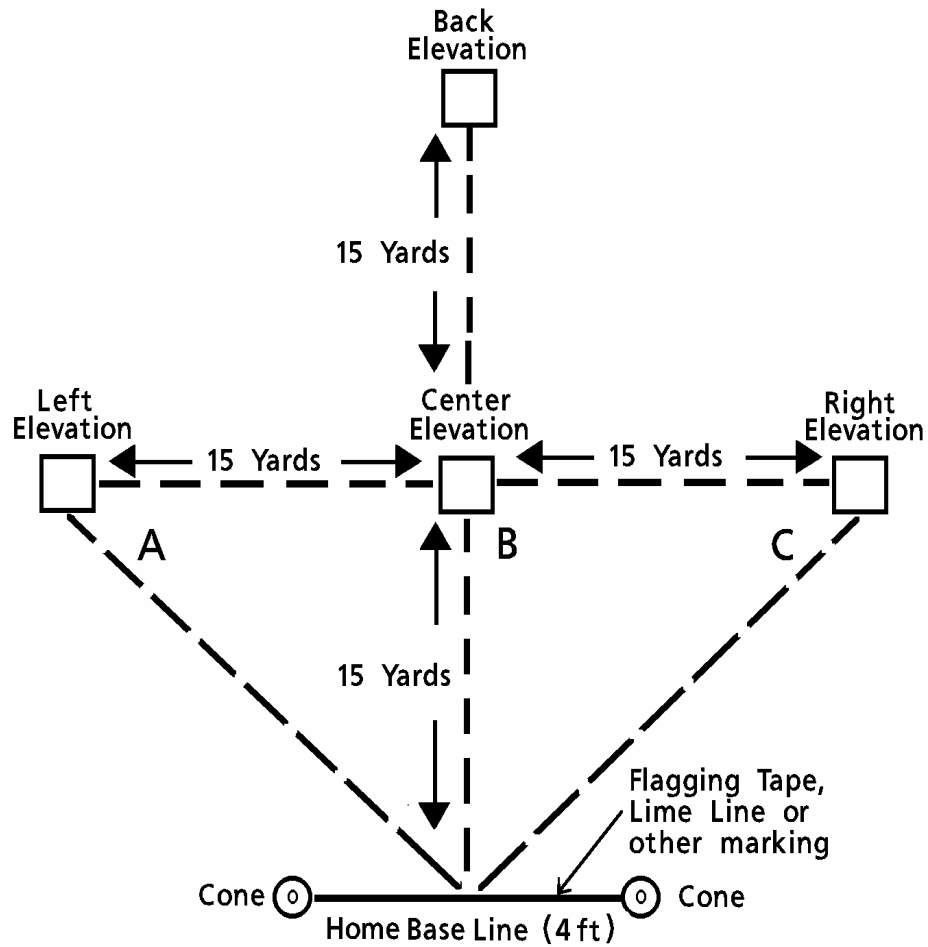 Back
Elevation
15 Yards
Left
Elevation
Center
Elevation
Right
Elevation
15 Yards
15 Yards
A
B
C
15 Yards
Flagging Tape,
Lime Line or
other marking
Cone
Cone
Home Base Line (4 ft)